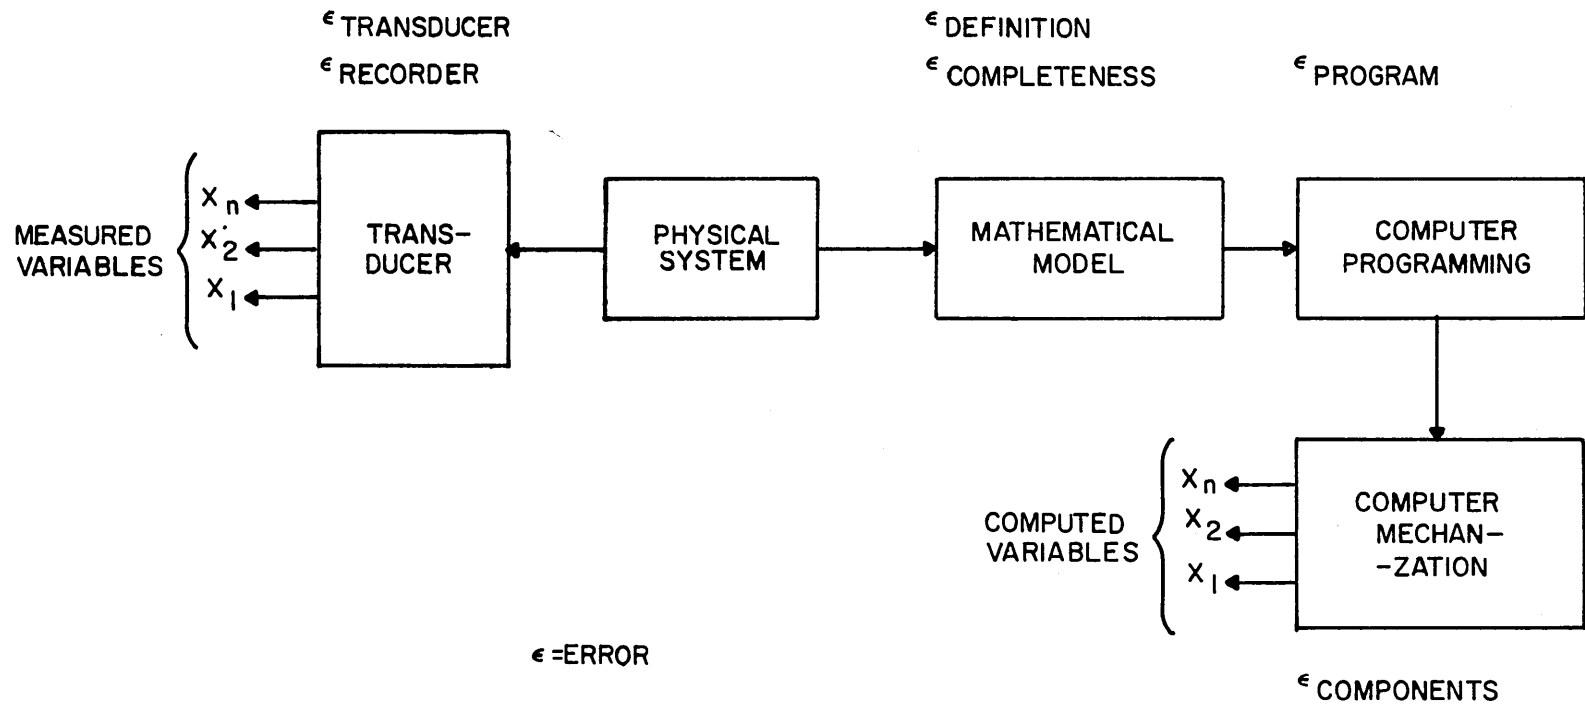 ϵ TRANSDUCER
ϵ RECORDER
ϵ DEFINITION
ϵ COMPLETENESS
ϵ PROGRAM
MEASURED
VARIABLES
Xn
X2
X1
TRANS-
DUCER
PHYSICAL
SYSTEM
MATHEMATICAL
MODEL
COMPUTER
PROGRAMMING
COMPUTED
VARIABLES
Xn
X2
X1
COMPUTER
MECHAN-
-ZATION
ϵ=ERROR
ϵ COMPONENTS